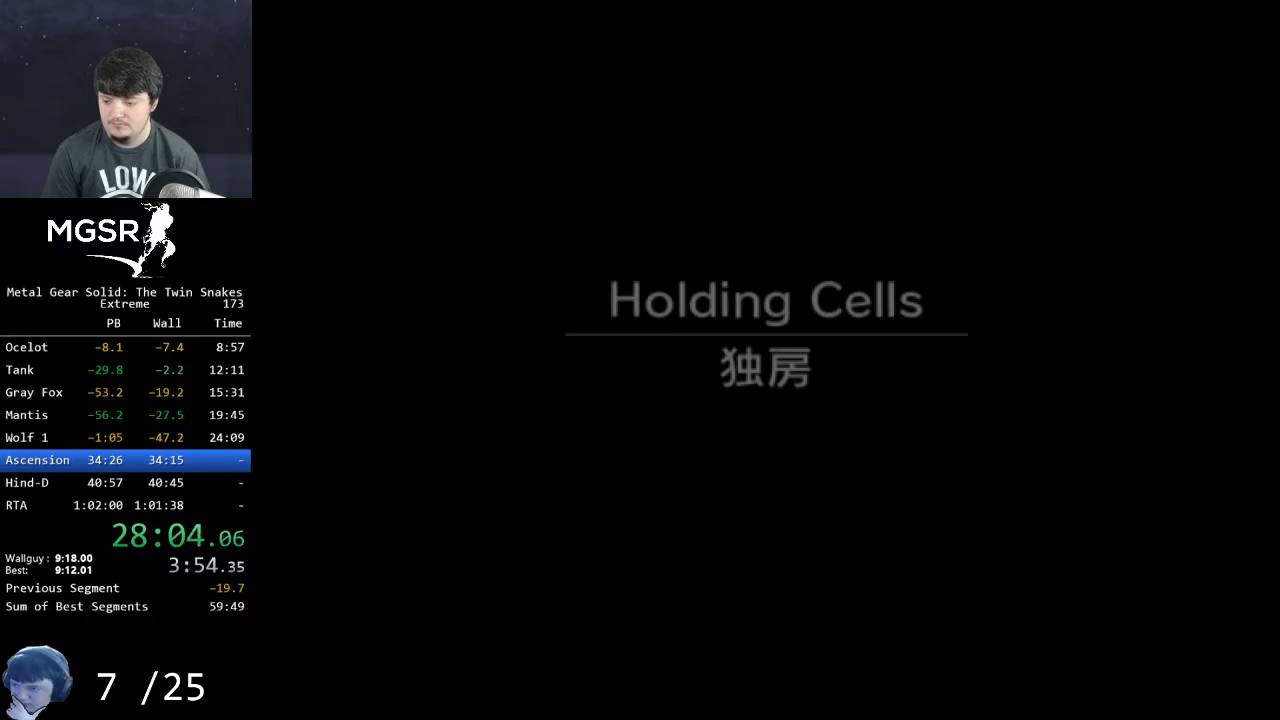 LOW
MGSR
Metal Gear Solid: The Twin Snakes
Extreme 173
PB Wall Time
Ocelot -8.1 -7.4 8:57
Tank -29.8 -2.2 12:11
Gray Fox -53.2 -19.2 15:31
Mantis -56.2 -27.5 19:45
Wolf 1 -1:05 -47.2 24:09
Ascension 34:26 34:15 -
Hind-D 40:57 40:45 -
RTA 1:02:00 1:01:38 -
28:04.06
Wallguy : 9:18.00
Best: 9:12.01
3:54.35
Previous Segment -19.7
Sum of Best Segments 59:49
7 /25
Holding Cells
独房